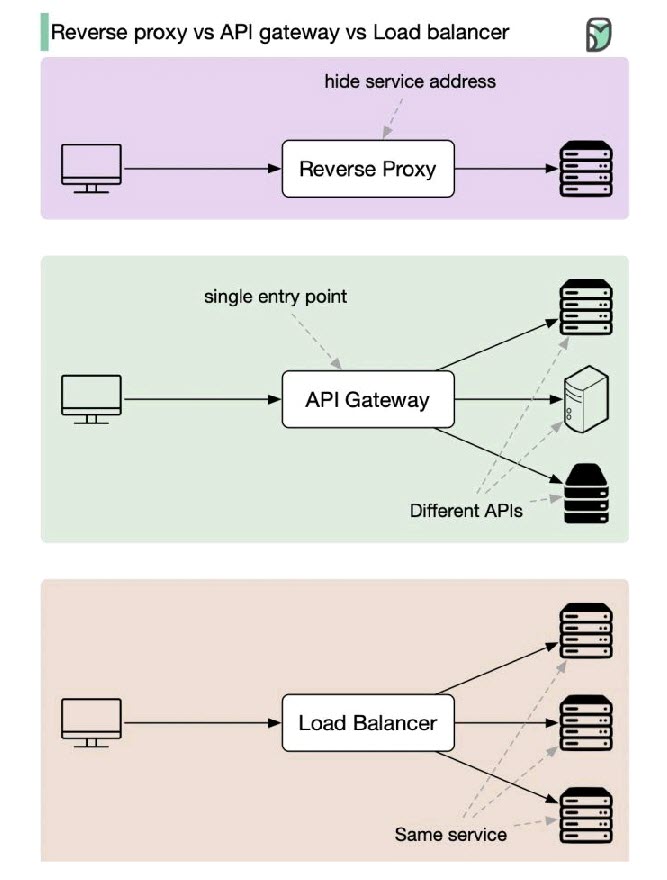 Reverse proxy vs API gateway vs Load balancer
hide service address
Reverse Proxy
single entry point
API Gateway
Different APIs
Load Balancer
Same service